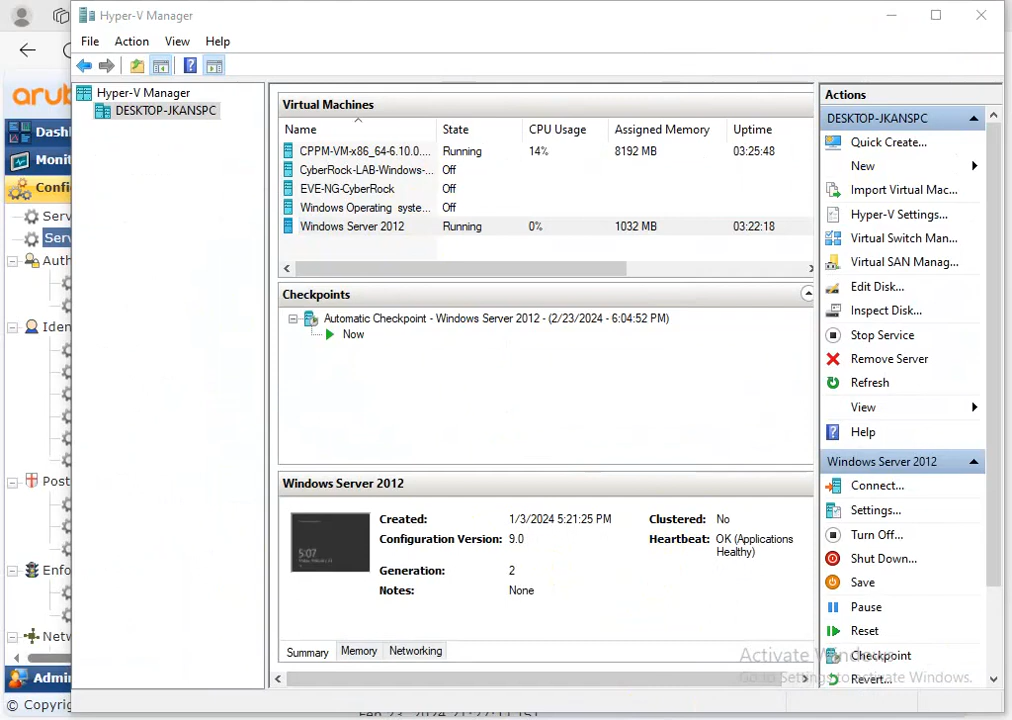 Hyper-V Manager
File Action View Help
aruba
Dash
Monit
Confi
Serv
Serv
Auth
Iden
Post
Enfo
Netw
Admin
© Copyrig
Hyper-V Manager
DESKTOP-JKANSPC
Virtual Machines
Name State CPU Usage Assigned Memory Uptime
CPPM-VM-x86_64-6.10.0.... Running 14% 8192 MB 03:25:48
CyberRock-LAB-Windows-... Off
EVE-NG-CyberRock Off
Windows Operating syste... Off
Windows Server 2012 Running 0% 1032 MB 03:22:18
Checkpoints
Automatic Checkpoint - Windows Server 2012 - (2/23/2024 - 6:04:52 PM)
Now
Windows Server 2012
5:07
Created: 1/3/2024 5:21:25 PM Clustered: No
Configuration Version: 9.0 Heartbeat: OK (Applications Healthy)
Generation: 2
Notes: None
Summary Memory Networking
Actions
DESKTOP-JKANSPC
Quick Create...
New
Import Virtual Mac...
Hyper-V Settings...
Virtual Switch Man...
Virtual SAN Manag...
Edit Disk...
Inspect Disk...
Stop Service
Remove Server
Refresh
View
Help
Windows Server 2012
Connect...
Settings...
Turn Off...
Shut Down...
Save
Pause
Reset
Checkpoint
Revert...
Activate Windows
Go to Settings to activate Windows.